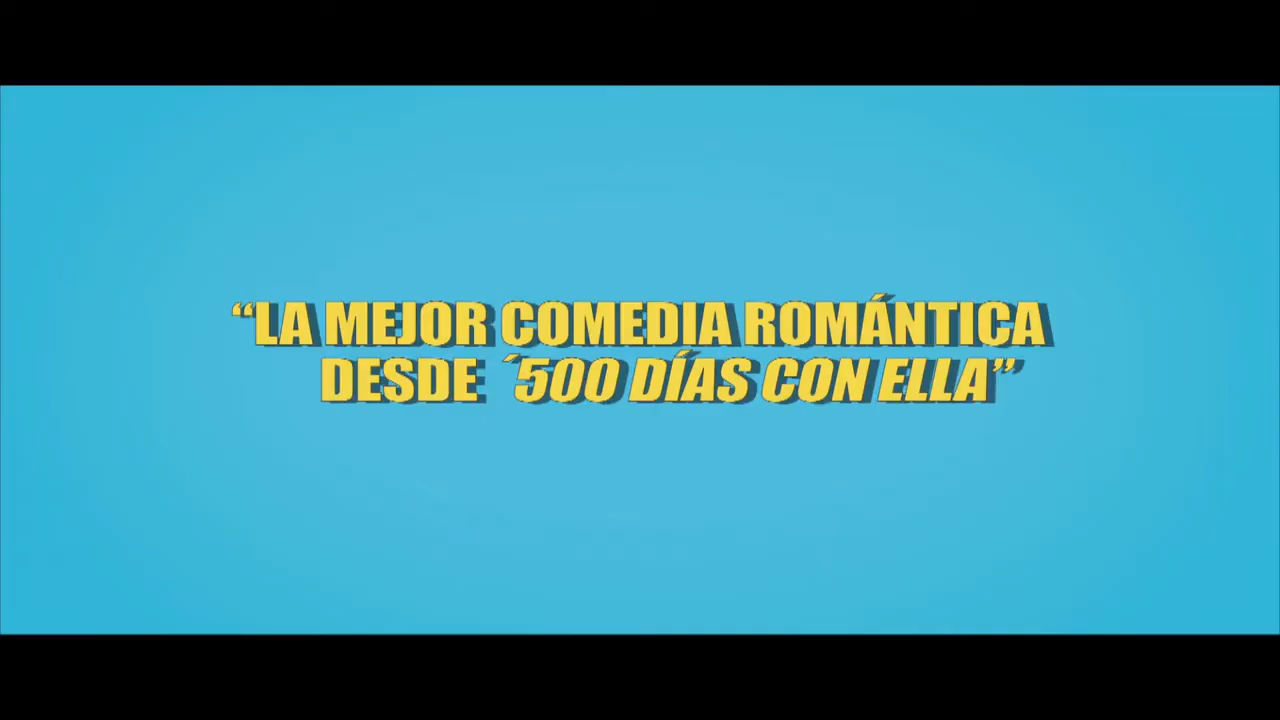 “LA MEJOR COMEDIA ROMÁNTICA
DESDE ´500 DÍAS CON ELLA”